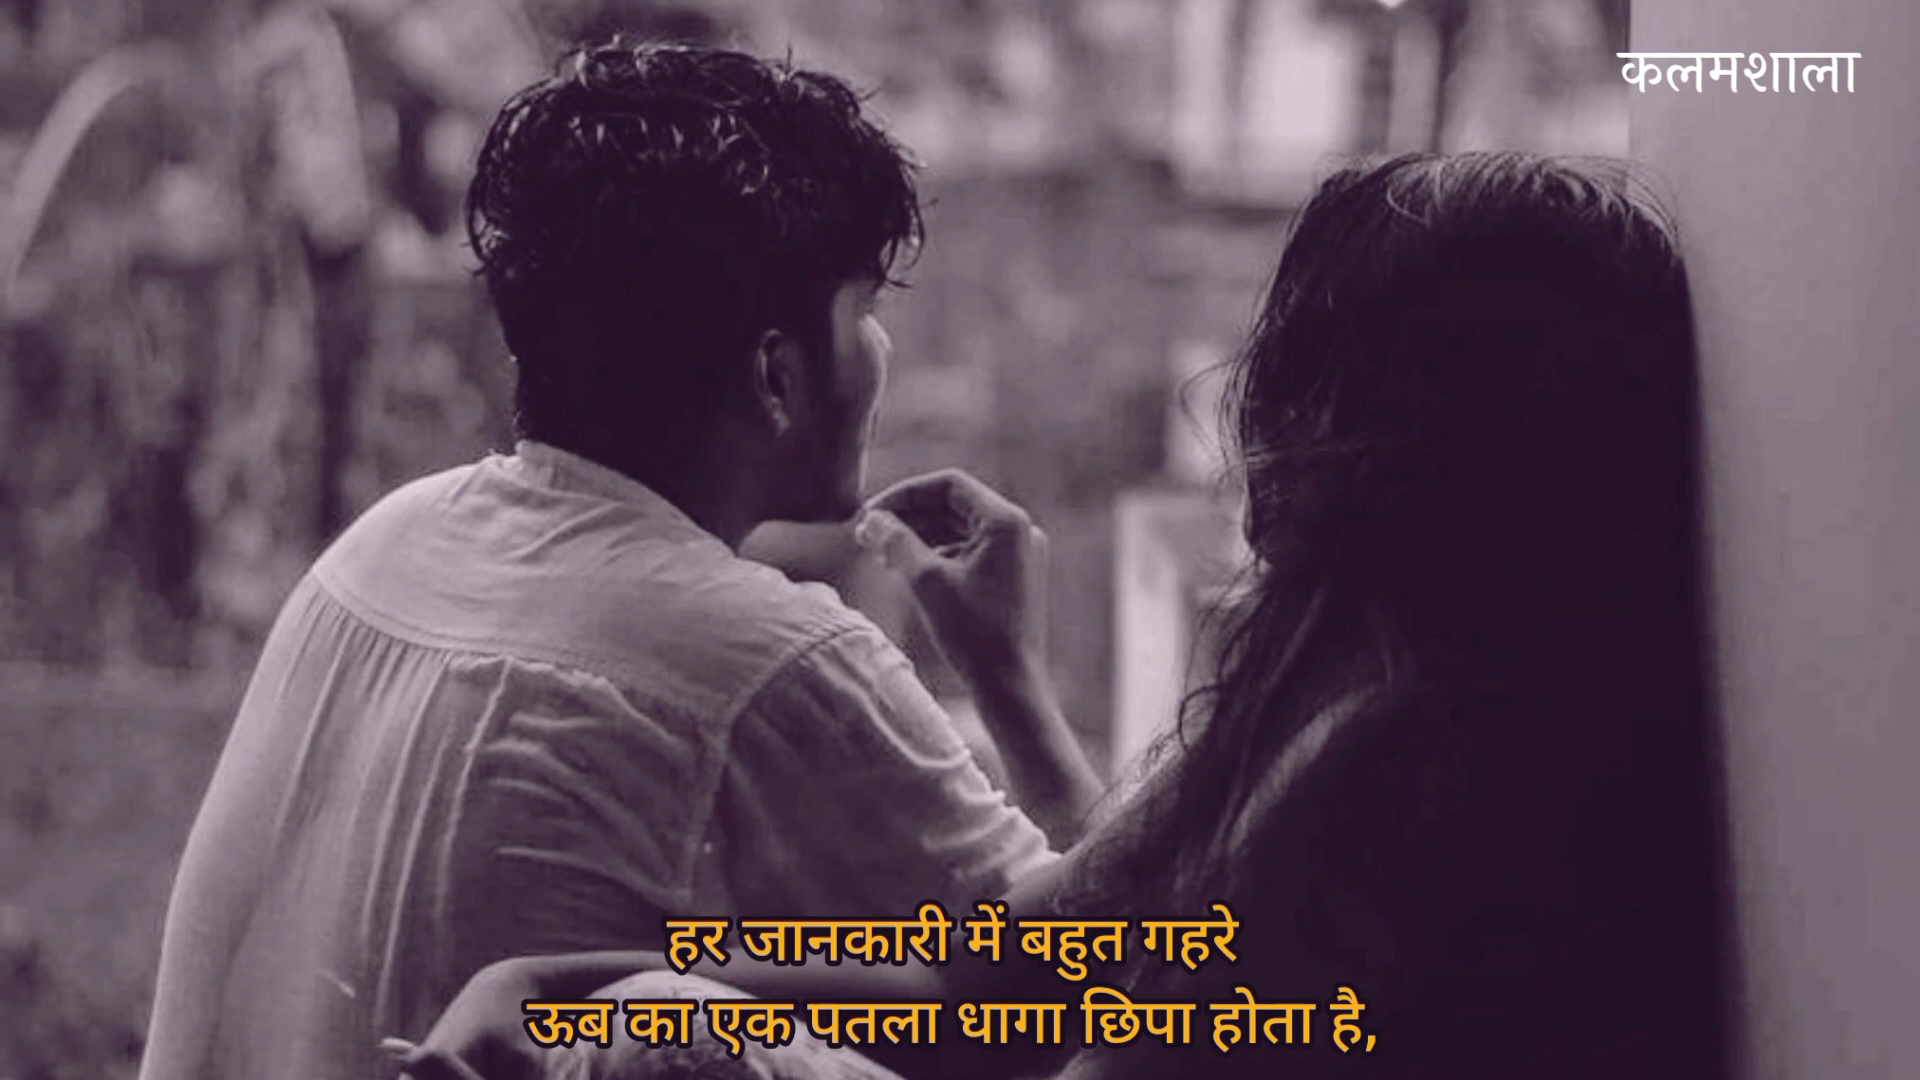 कलमशाला
हर जानकारी में बहुत गहरे
ऊब का एक पतला धागा छिपा होता है,